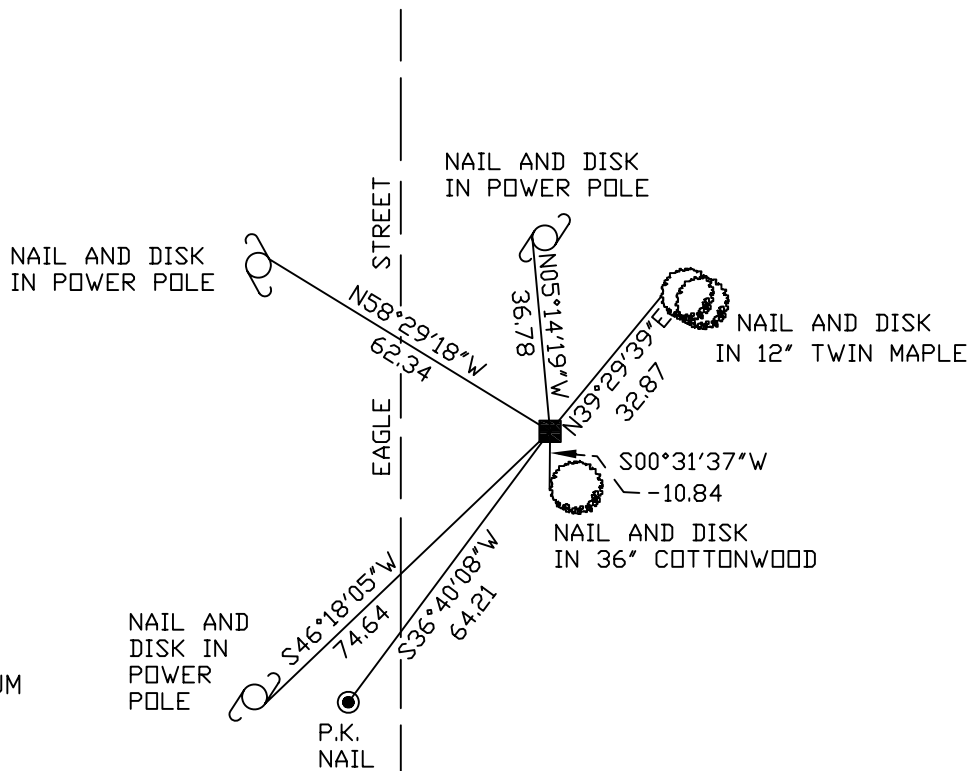 NAIL AND DISK
IN POWER POLE
NAIL AND DISK
IN POWER POLE
STREET
EAGLE
N58°29'18"W
62.34
N05°14'19"W
36.78
N39°29'39"E
32.87
NAIL AND DISK
IN 12" TWIN MAPLE
S00°31'37"W
10.84
NAIL AND DISK
IN 36" COTTONWOOD
S46°18'05"W
74.64
S36°40'08"W
64.21
NAIL AND
DISK IN
POWER
POLE
UM
P.K.
NAIL